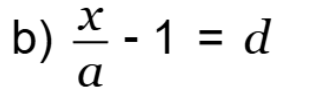 b) x/a - 1 = d